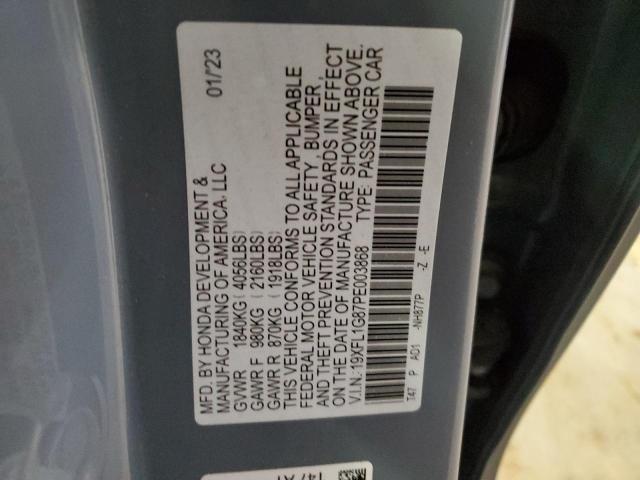 MFD. BY HONDA DEVELOPMENT & 01/23
MANUFACTURING OF AMERICA, LLC
GVWR 1840KG(4056LBS)
GAWR F 980KG(2160LBS)
GAWR R 870KG(1918LBS)
THIS VEHICLE CONFORMS TO ALL APPLICABLE
FEDERAL MOTOR VEHICLE SAFETY, BUMPER,
AND THEFT PREVENTION STANDARDS IN EFFECT
ON THE DATE OF MANUFACTURE SHOWN ABOVE.
V.I.N.:19XFL1G87PE003868 TYPE: PASSENGER CAR
T47 P A01 -NH877P -Z -E